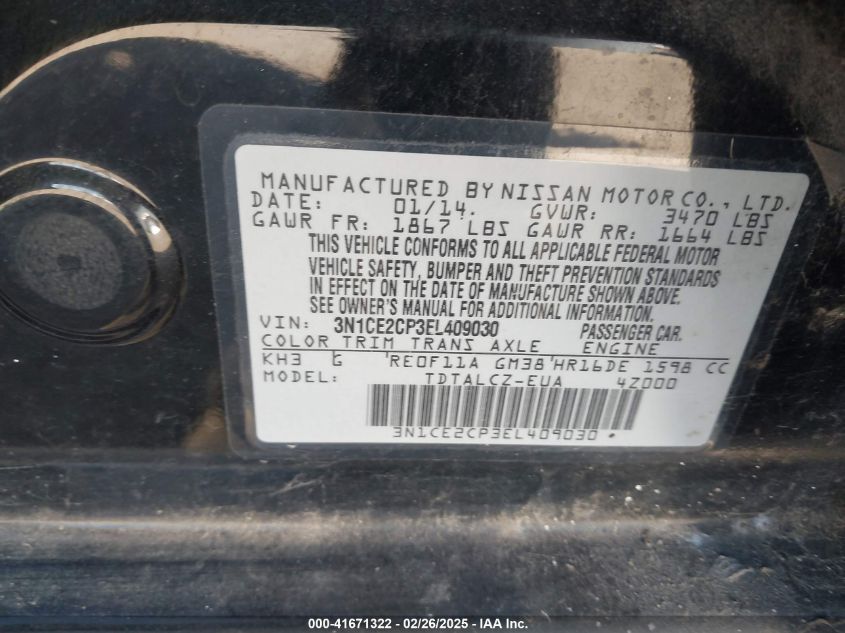 MANUFACTURED BY NISSAN MOTOR CO., LTD.
DATE: 01/14. GVWR: 3470 LBS
GAWR FR: 1867 LBS GAWR RR: 1664 LBS
THIS VEHICLE CONFORMS TO ALL APPLICABLE FEDERAL MOTOR
VEHICLE SAFETY, BUMPER AND THEFT PREVENTION STANDARDS
IN EFFECT ON THE DATE OF MANUFACTURE SHOWN ABOVE.
SEE OWNER'S MANUAL FOR ADDITIONAL INFORMATION.
VIN: 3N1CE2CP3EL409030 PASSENGER CAR.
COLOR TRIM TRANS AXLE ENGINE
KH3 G RE0F11A GM38 HR16DE 1598 CC
MODEL: TDTALCZ-EUA 4Z000
3N1CE2CP3EL409030
000-41671322 - 02/26/2025 - IAA Inc.